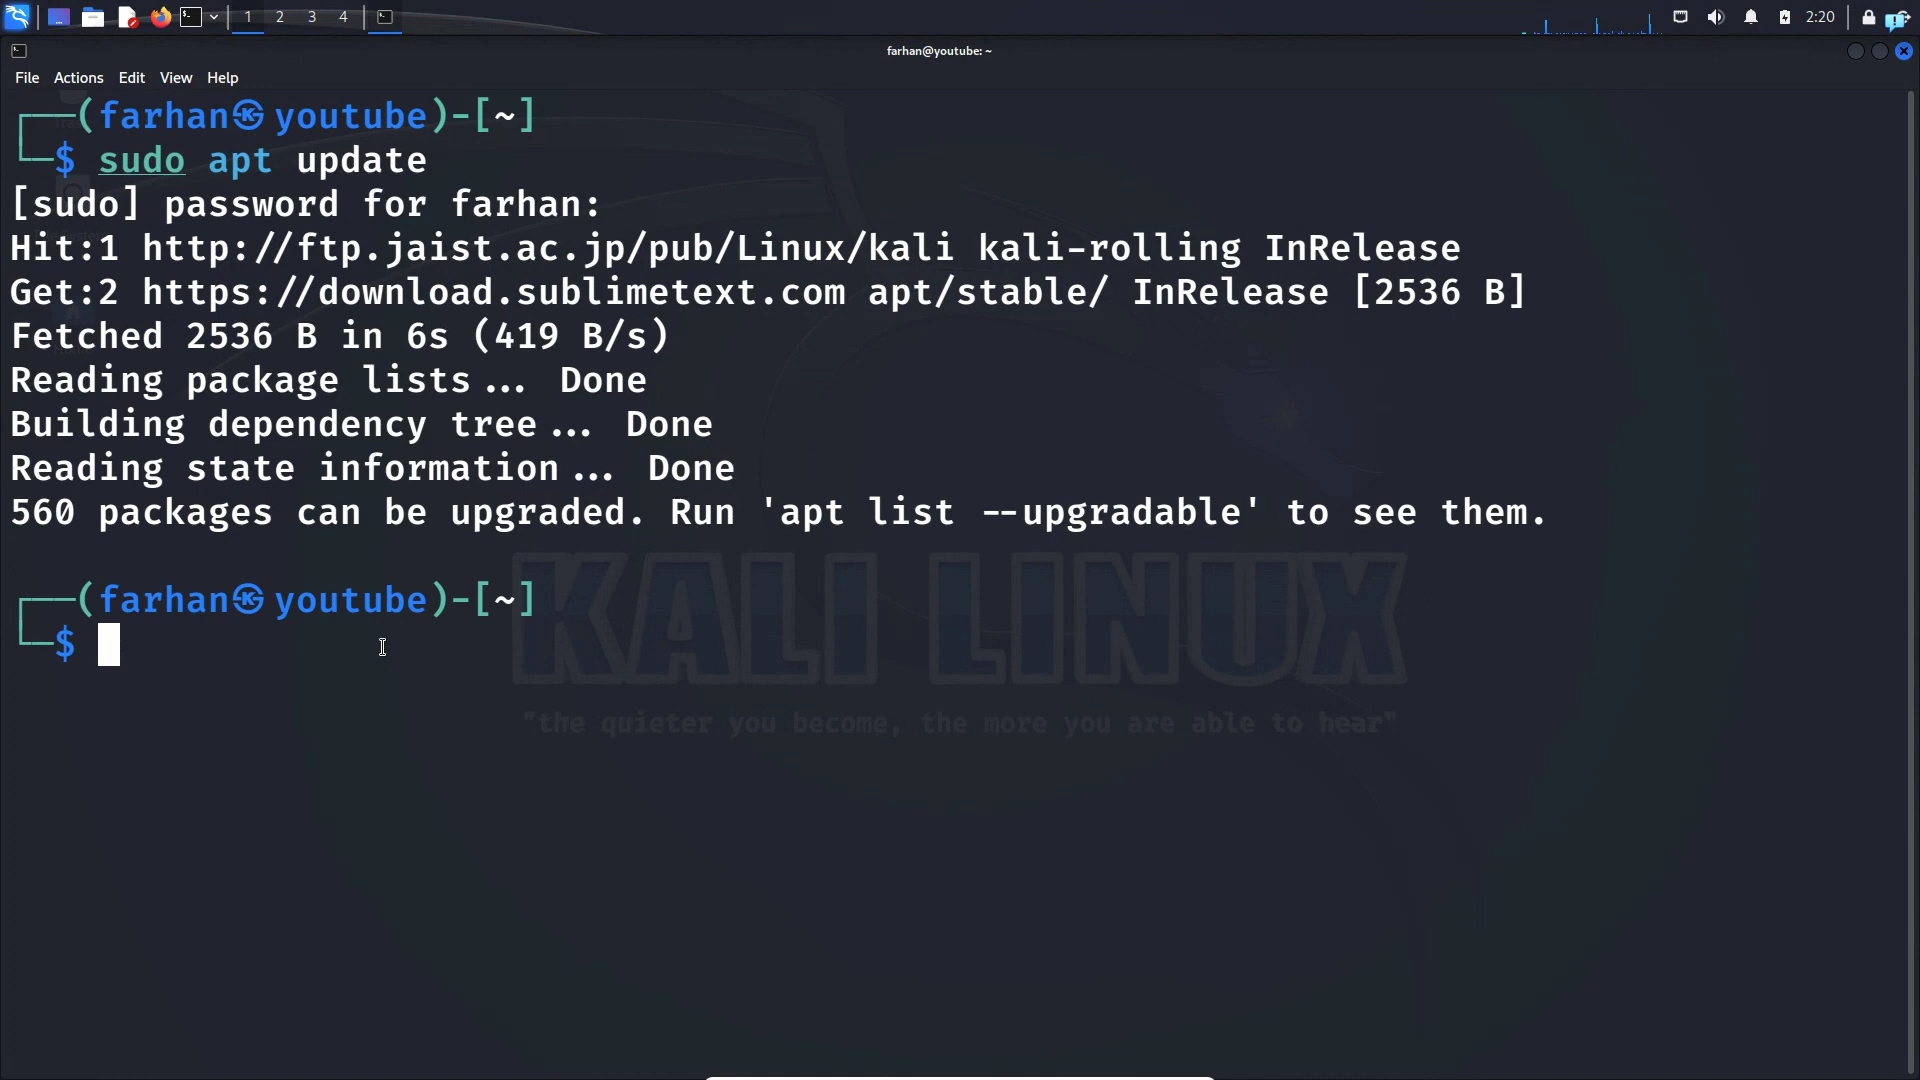 1 2 3 4 2:20
farhan@youtube: ~
File Actions Edit View Help
┌──(farhan㉿youtube)-[~]
└─$ sudo apt update
[sudo] password for farhan:
Hit:1 http://ftp.jaist.ac.jp/pub/Linux/kali kali-rolling InRelease
Get:2 https://download.sublimetext.com apt/stable/ InRelease [2536 B]
Fetched 2536 B in 6s (419 B/s)
Reading package lists... Done
Building dependency tree... Done
Reading state information... Done
560 packages can be upgraded. Run 'apt list --upgradable' to see them.
┌──(farhan㉿youtube)-[~]
└─$
KALI LINUX
"the quieter you become, the more you are able to hear"